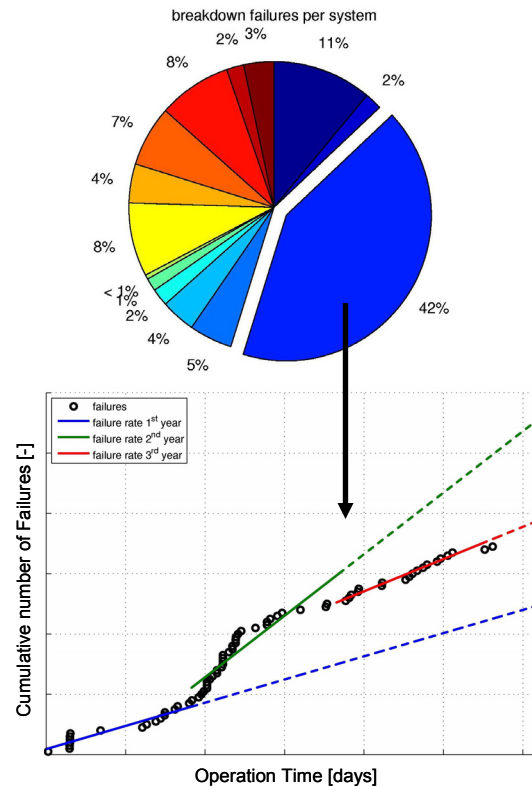 breakdown failures per system
2%
3%
11%
2%
8%
7%
4%
8%
< 1%
1%
2%
4%
5%
42%
failures
failure rate 1st year
failure rate 2nd year
failure rate 3rd year
Cumulative number of Failures [-]
Operation Time [days]